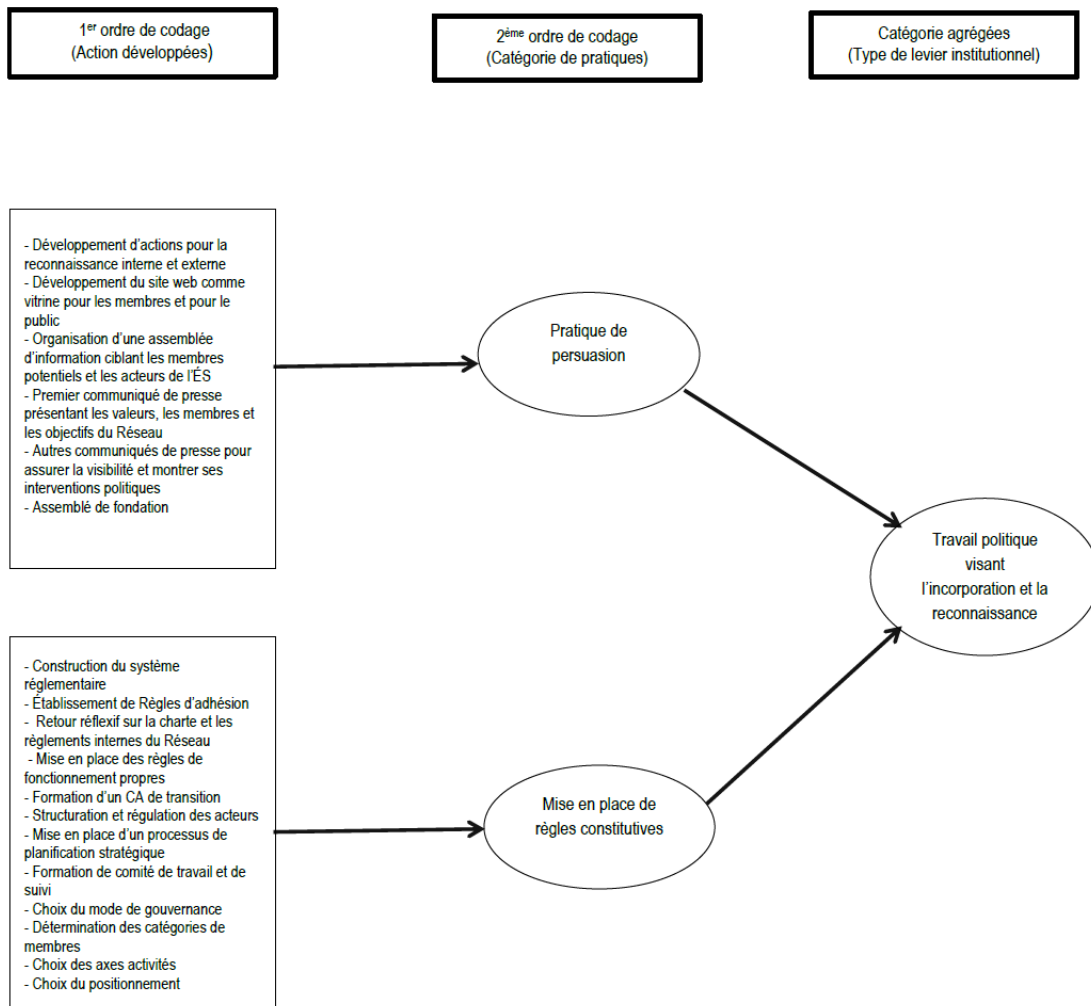 1er ordre de codage
(Action développées)
2ème ordre de codage
(Catégorie de pratiques)
Catégorie agrégées
(Type de levier institutionnel)
- Développement d'actions pour la
reconnaissance interne et externe
- Développement du site web comme
vitrine pour les membres et pour le
public
- Organisation d'une assemblée
d'information ciblant les membres
potentiels et les acteurs de l'ÉS
- Premier communiqué de presse
présentant les valeurs, les membres et
les objectifs du Réseau
- Autres communiqués de presse pour
assurer la visibilité et montrer ses
interventions politiques
- Assemblé de fondation
Pratique de
persuasion
Travail politique
visant
l'incorporation et la
reconnaissance
- Construction du système
réglementaire
- Établissement de Règles d'adhésion
- Retour réflexif sur la charte et les
règlements internes du Réseau
- Mise en place des règles de
fonctionnement propres
- Formation d'un CA de transition
- Structuration et régulation des acteurs
- Mise en place d'un processus de
planification stratégique
- Formation de comité de travail et de
suivi
- Choix du mode de gouvernance
- Détermination des catégories de
membres
- Choix des axes activités
- Choix du positionnement
Mise en place de
règles constitutives